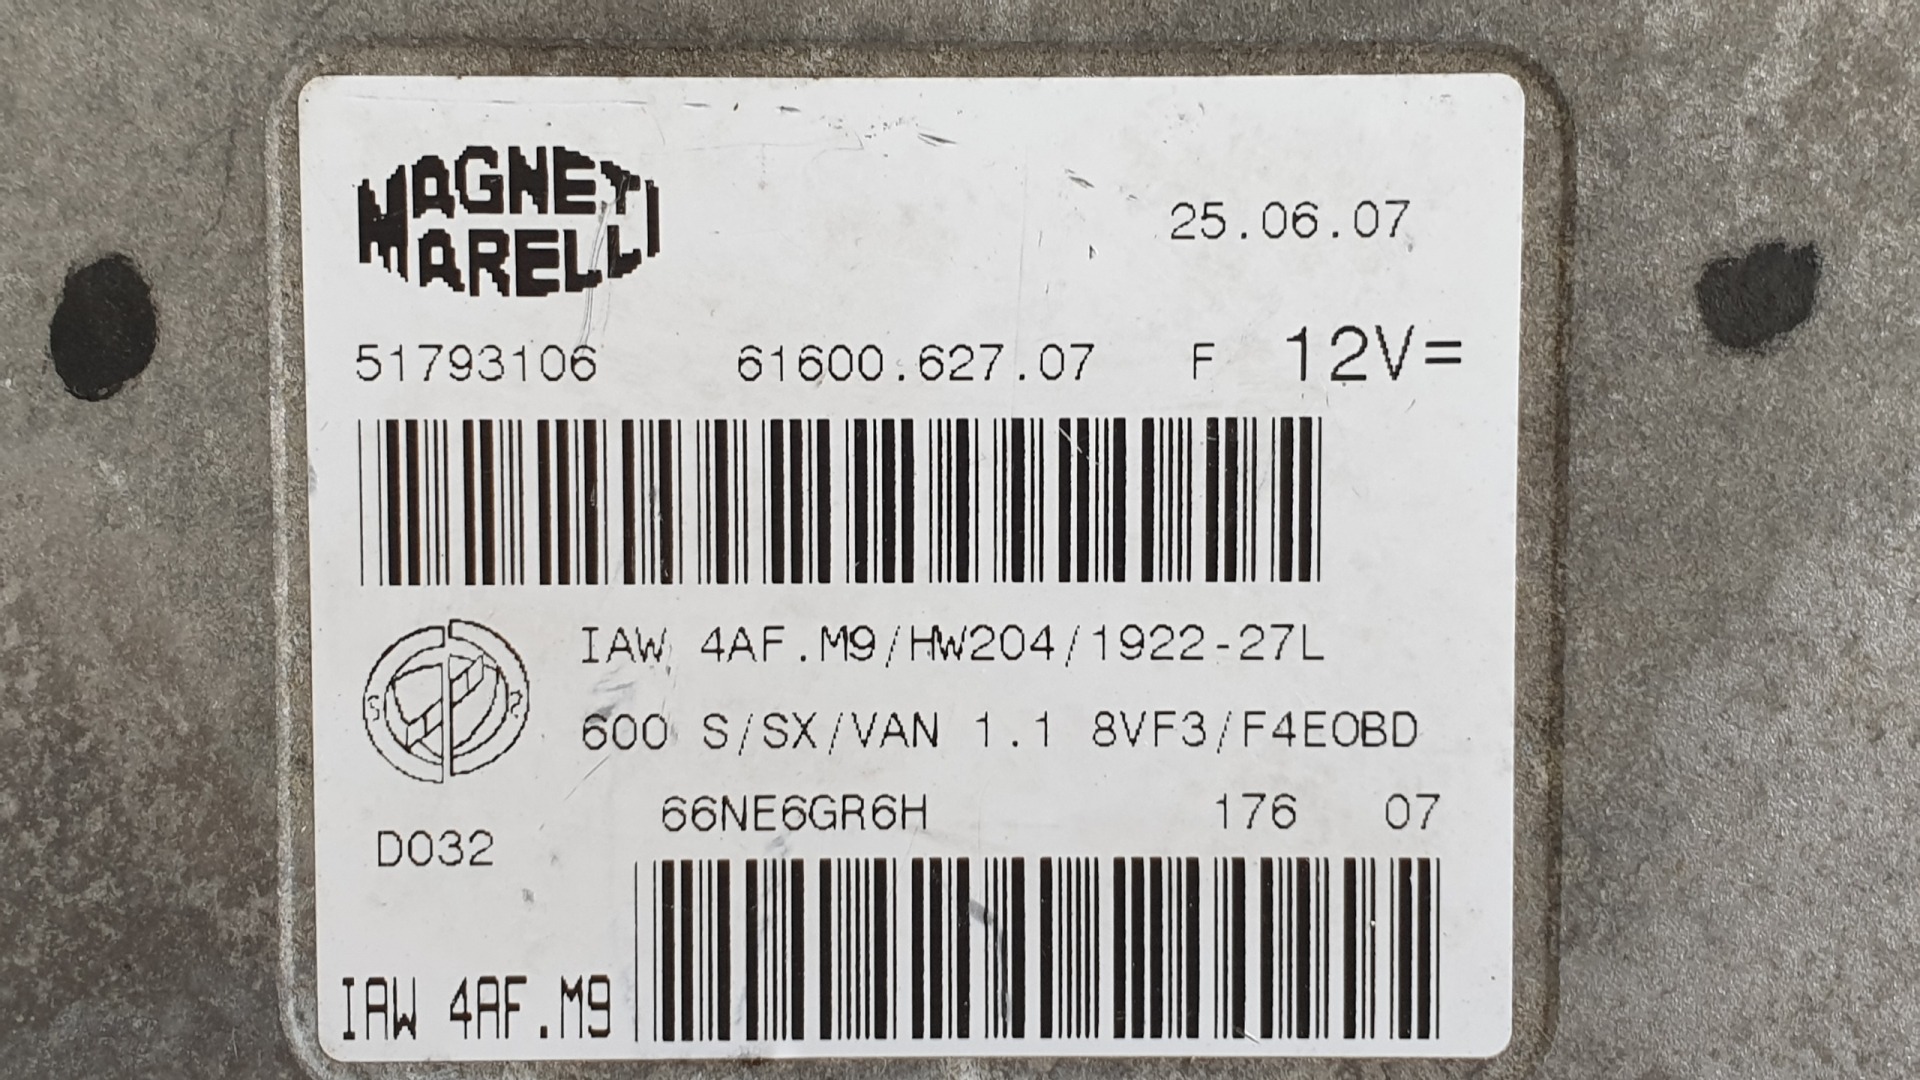 MAGNETI
MARELLI
25.06.07
51793106 61600.627.07 F 12V=
IAW 4AF.M9/HW204/1922-27L
600 S/SX/VAN 1.1 8VF3/F4EOBD
66NE6GR6H 176 07
D032
IAW 4AF.M9